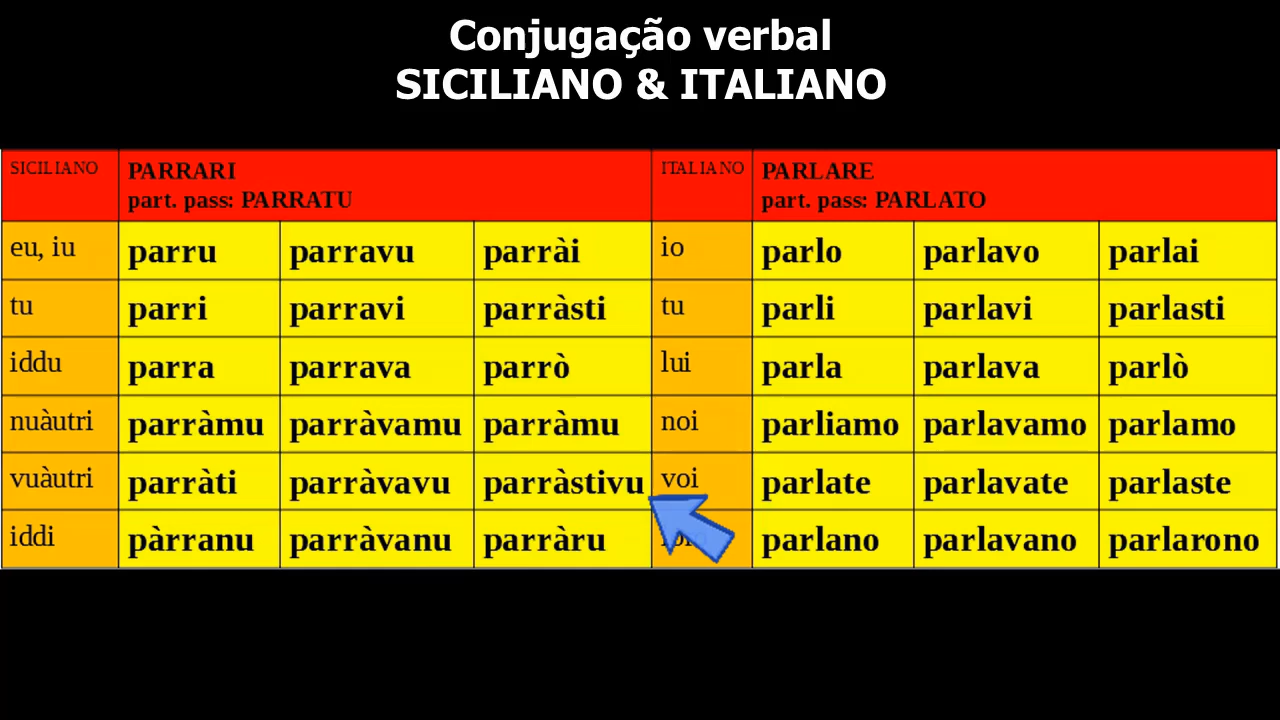 Conjugação verbal
SICILIANO & ITALIANO
SICILIANO PARRARI ITALIANO PARLARE
part. pass: PARRATU part. pass: PARLATO
eu, iu parru parravu parrài io parlo parlavo parlai
tu parri parravi parràsti tu parli parlavi parlasti
iddu parra parrava parrò lui parla parlava parlò
nuàutri parràmu parràvamu parràmu noi parliamo parlavamo parlamo
vuàutri parràti parràvavu parràstivu voi parlate parlavate parlaste
iddi pàrranu parràvanu parràru parlano parlavano parlarono